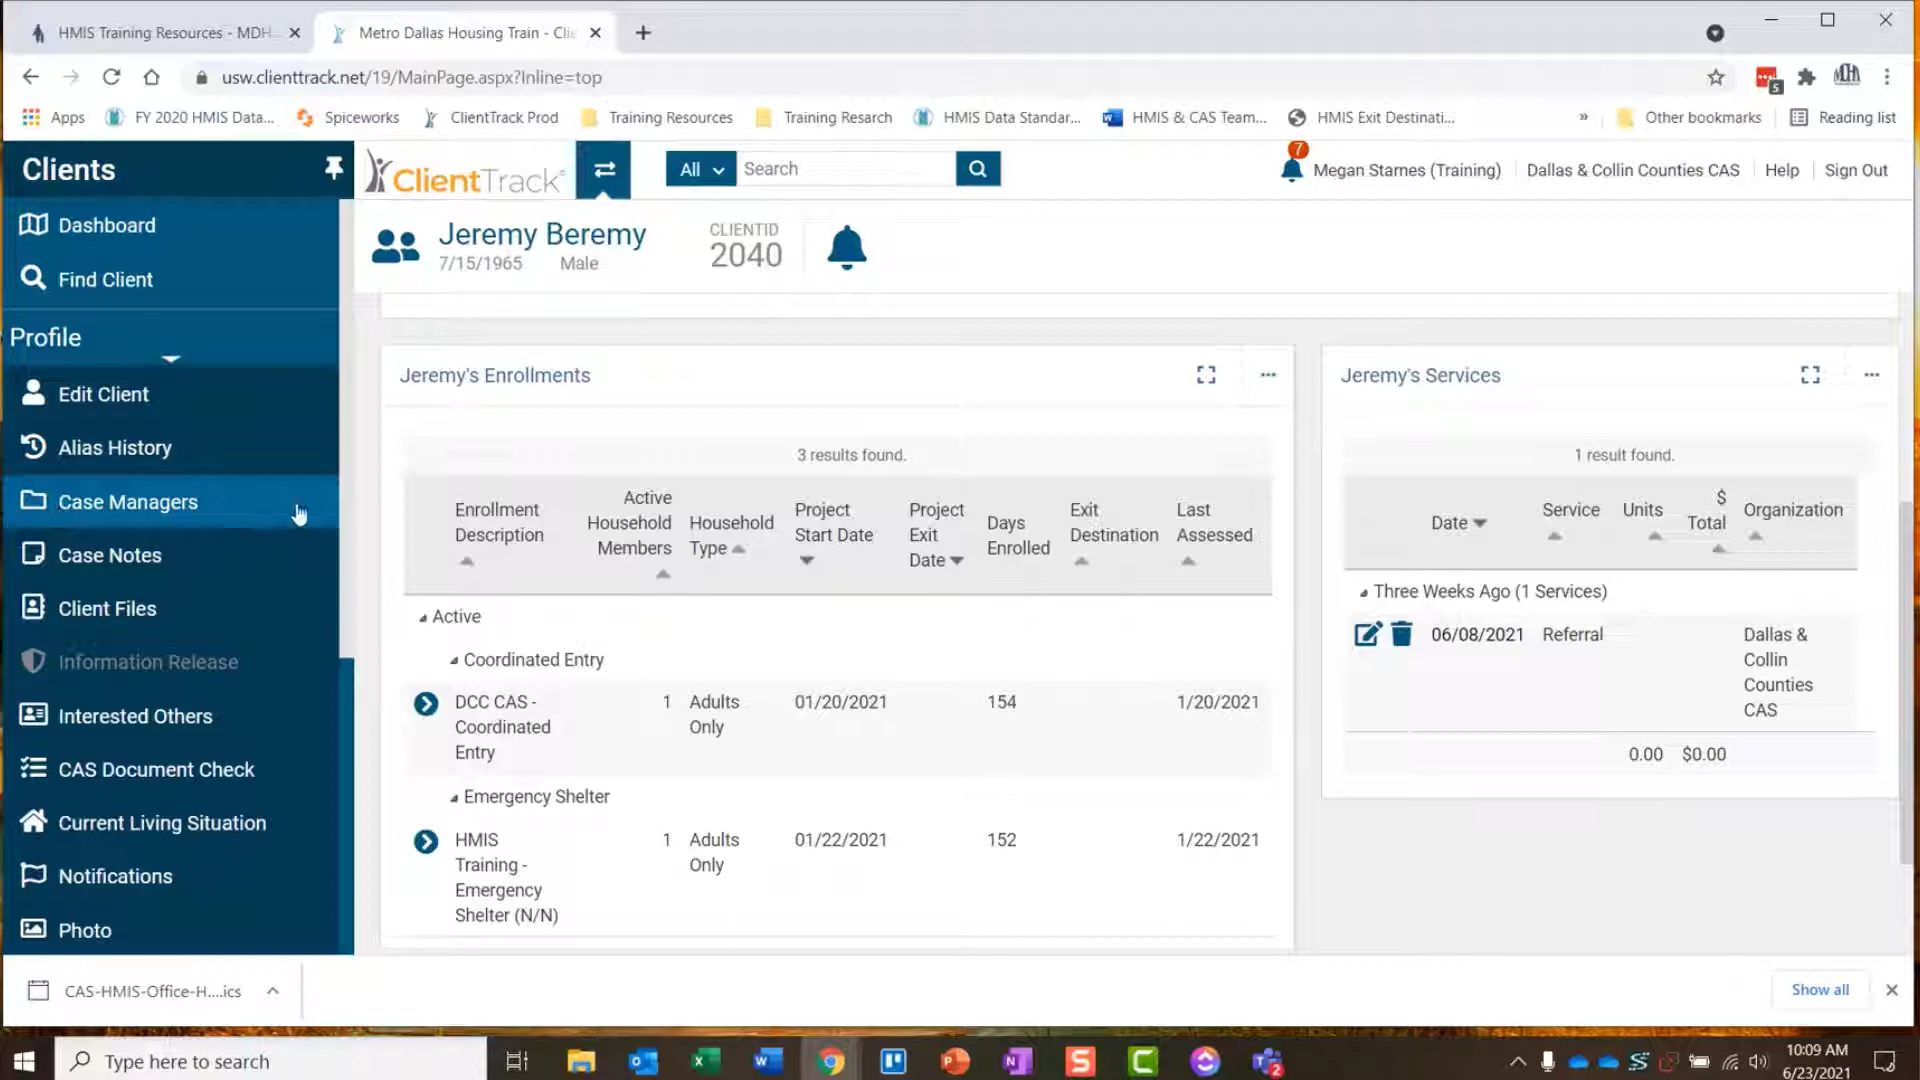 HMIS Training Resources - MDH
Metro Dallas Housing Train - Clie
usw.clienttrack.net/19/MainPage.aspx?Inline=top
5
Apps
FY 2020 HMIS Data...
Spiceworks
ClientTrack Prod
Training Resources
Training Resarch
HMIS Data Standar...
HMIS & CAS Team...
HMIS Exit Destinati...
»
Other bookmarks
Reading list
Clients
ClientTrack
All
Search
7
Megan Starnes (Training)
Dallas & Collin Counties CAS
Help
Sign Out
Dashboard
Find Client
Profile
Edit Client
Alias History
Case Managers
Case Notes
Client Files
Information Release
Interested Others
CAS Document Check
Current Living Situation
Notifications
Photo
Jeremy Beremy
7/15/1965 Male
CLIENTID
2040
Jeremy's Enrollments
3 results found.
Enrollment Description
Active Household Members
Household Type
Project Start Date
Project Exit Date
Days Enrolled
Exit Destination
Last Assessed
Active
Coordinated Entry
DCC CAS - 1 Adults 01/20/2021 154 1/20/2021
Coordinated Only
Entry
Emergency Shelter
HMIS 1 Adults 01/22/2021 152 1/22/2021
Training - Only
Emergency
Shelter (N/N)
Jeremy's Services
1 result found.
Date
Service
Units
$ Total
Organization
Three Weeks Ago (1 Services)
06/08/2021 Referral Dallas &
Collin
Counties
CAS
0.00 $0.00
CAS-HMIS-Office-H....ics
Show all
Type here to search
2
10:09 AM
6/23/2021